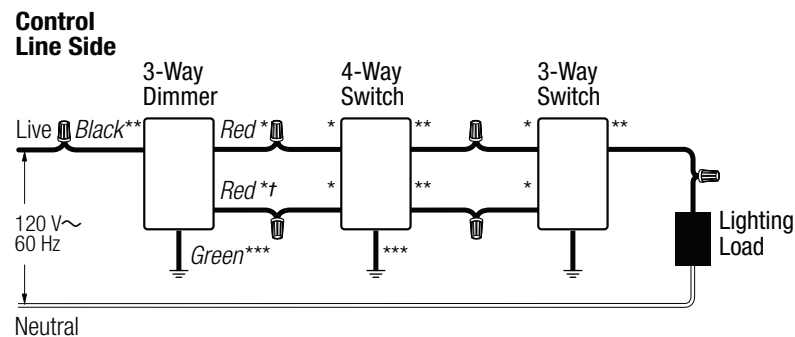 Control
Line Side
3-Way
Dimmer
4-Way
Switch
3-Way
Switch
Live
Black**
Red *
*
**
*
**
Red *†
*
**
*
120 V~
60 Hz
Green***
***
Lighting
Load
Neutral